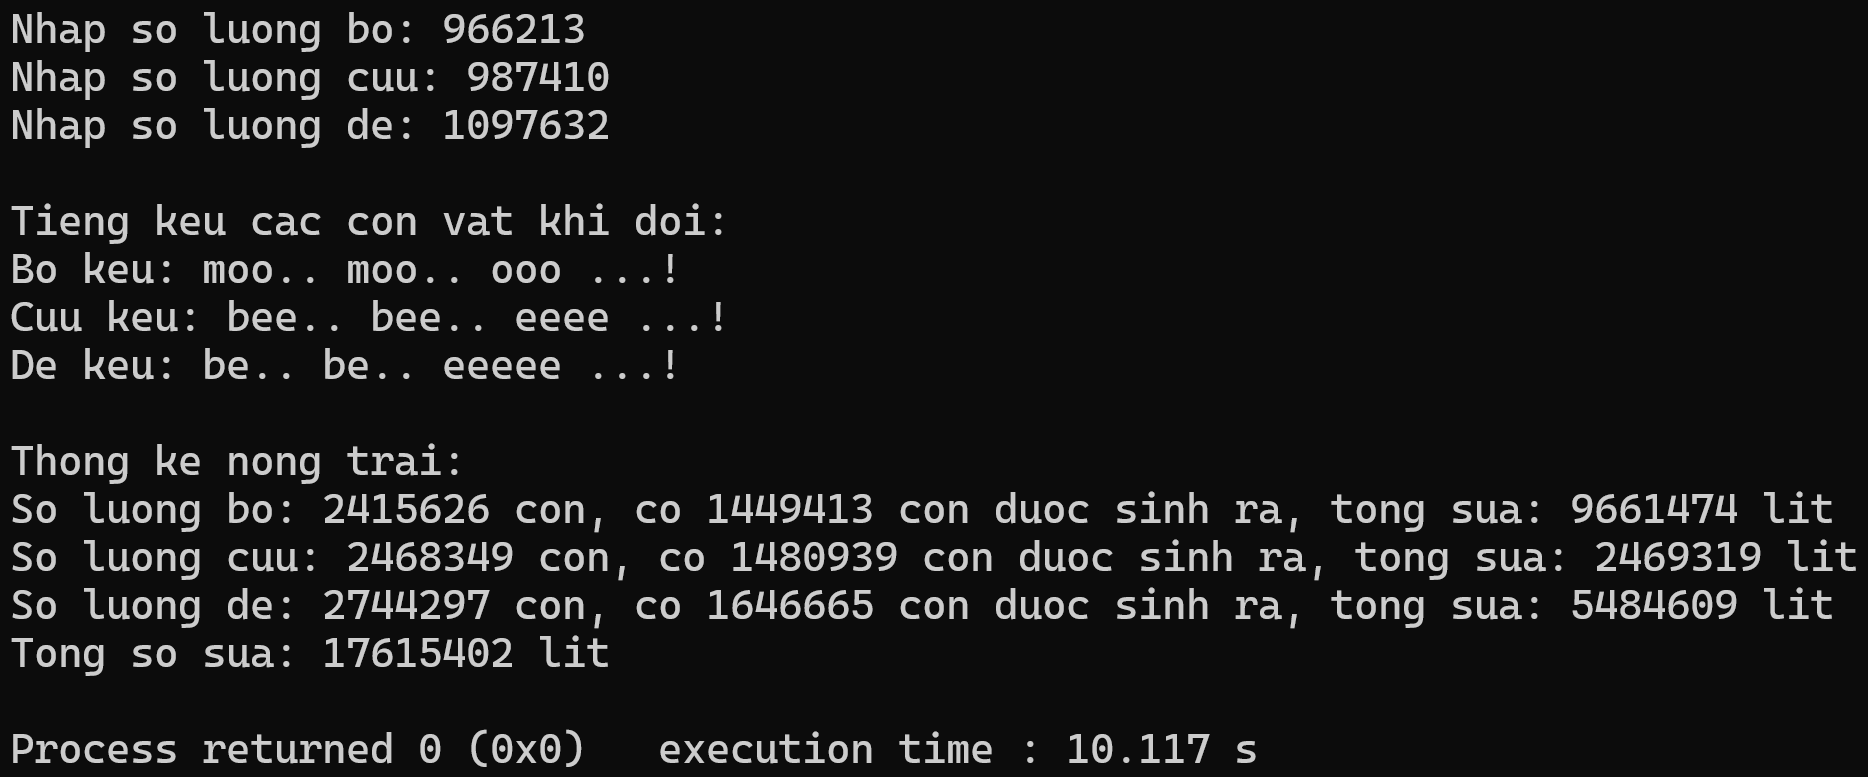 Nhap so luong bo: 966213
Nhap so luong cuu: 987410
Nhap so luong de: 1097632
Tieng keu cac con vat khi doi:
Bo keu: moo.. moo.. ooo ...!
Cuu keu: bee.. bee.. eeee ...!
De keu: be.. be.. eeeee ...!
Thong ke nong trai:
So luong bo: 2415626 con, co 1449413 con duoc sinh ra, tong sua: 9661474 lit
So luong cuu: 2468349 con, co 1480939 con duoc sinh ra, tong sua: 2469319 lit
So luong de: 2744297 con, co 1646665 con duoc sinh ra, tong sua: 5484609 lit
Tong so sua: 17615402 lit
Process returned 0 (0x0)   execution time : 10.117 s